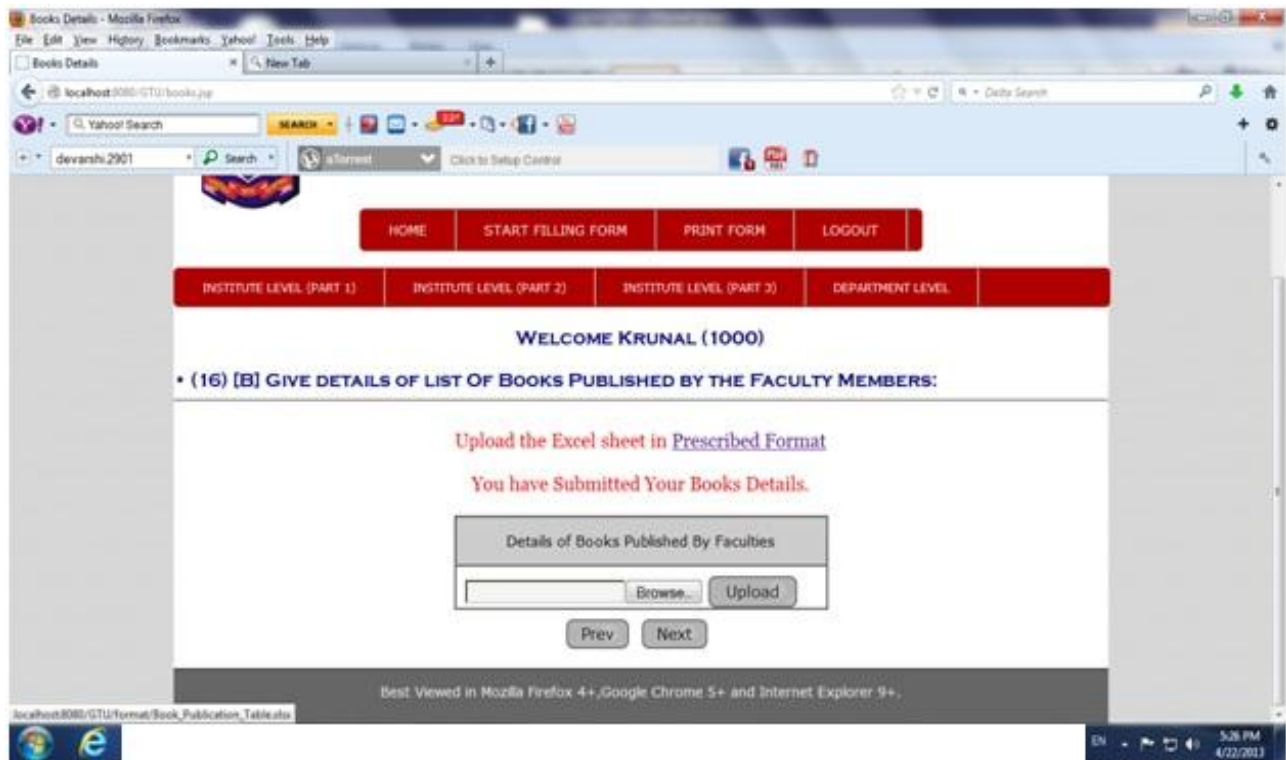 Books Details - Mozilla Firefox
File Edit View History Bookmarks Yahoo! Tools Help
Books Details
New Tab
localhost:8080/GTU/books.jsp
Delta Search
Yahoo! Search
SEARCH
devarshi.2901
Search
uTorrent
Click to Setup Control
HOME START FILLING FORM PRINT FORM LOGOUT
INSTITUTE LEVEL (PART 1) INSTITUTE LEVEL (PART 2) INSTITUTE LEVEL (PART 3) DEPARTMENT LEVEL
WELCOME KRUNAL (1000)
• (16) [B] GIVE DETAILS OF LIST OF BOOKS PUBLISHED BY THE FACULTY MEMBERS:
Upload the Excel sheet in Prescribed Format
You have Submitted Your Books Details.
Details of Books Published By Faculties
Browse.. Upload
Prev Next
Best Viewed in Mozilla Firefox 4+,Google Chrome 5+ and Internet Explorer 9+.
localhost:8080/GTU/format/Book_Publication_Table.xlsx
EN
5:26 PM
4/22/2013